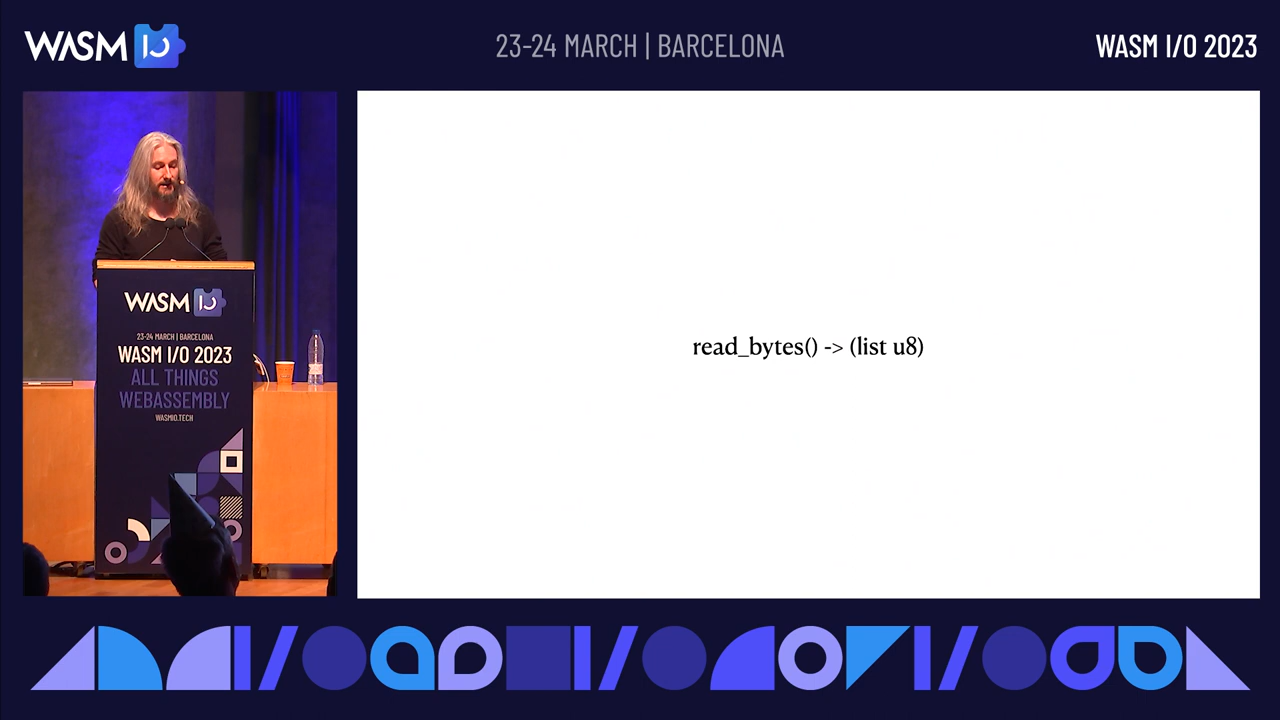 WASM I/O
23-24 MARCH | BARCELONA
WASM I/O 2023
read_bytes() -> (list u8)
WASM I/O
23-24 MARCH | BARCELONA
WASM I/O 2023
ALL THINGS
WEBASSEMBLY
WASMIO.TECH